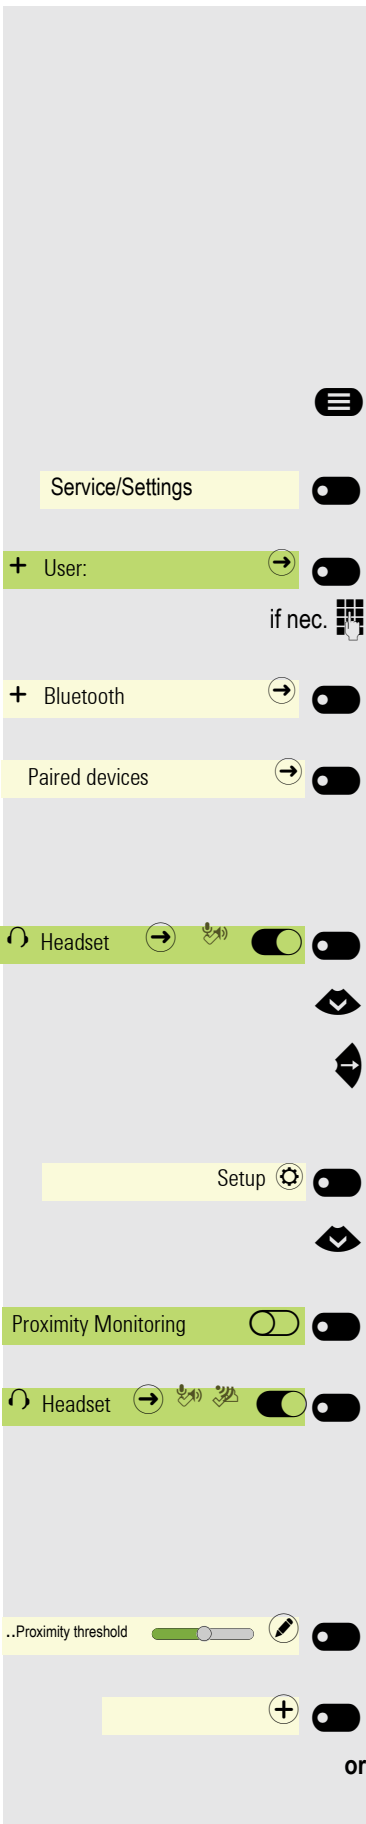 Service/Settings
+ User:
if nec.
+ Bluetooth
Paired devices
Headset
Setup
Proximity Monitoring
Headset
..Proximity threshold
+
or